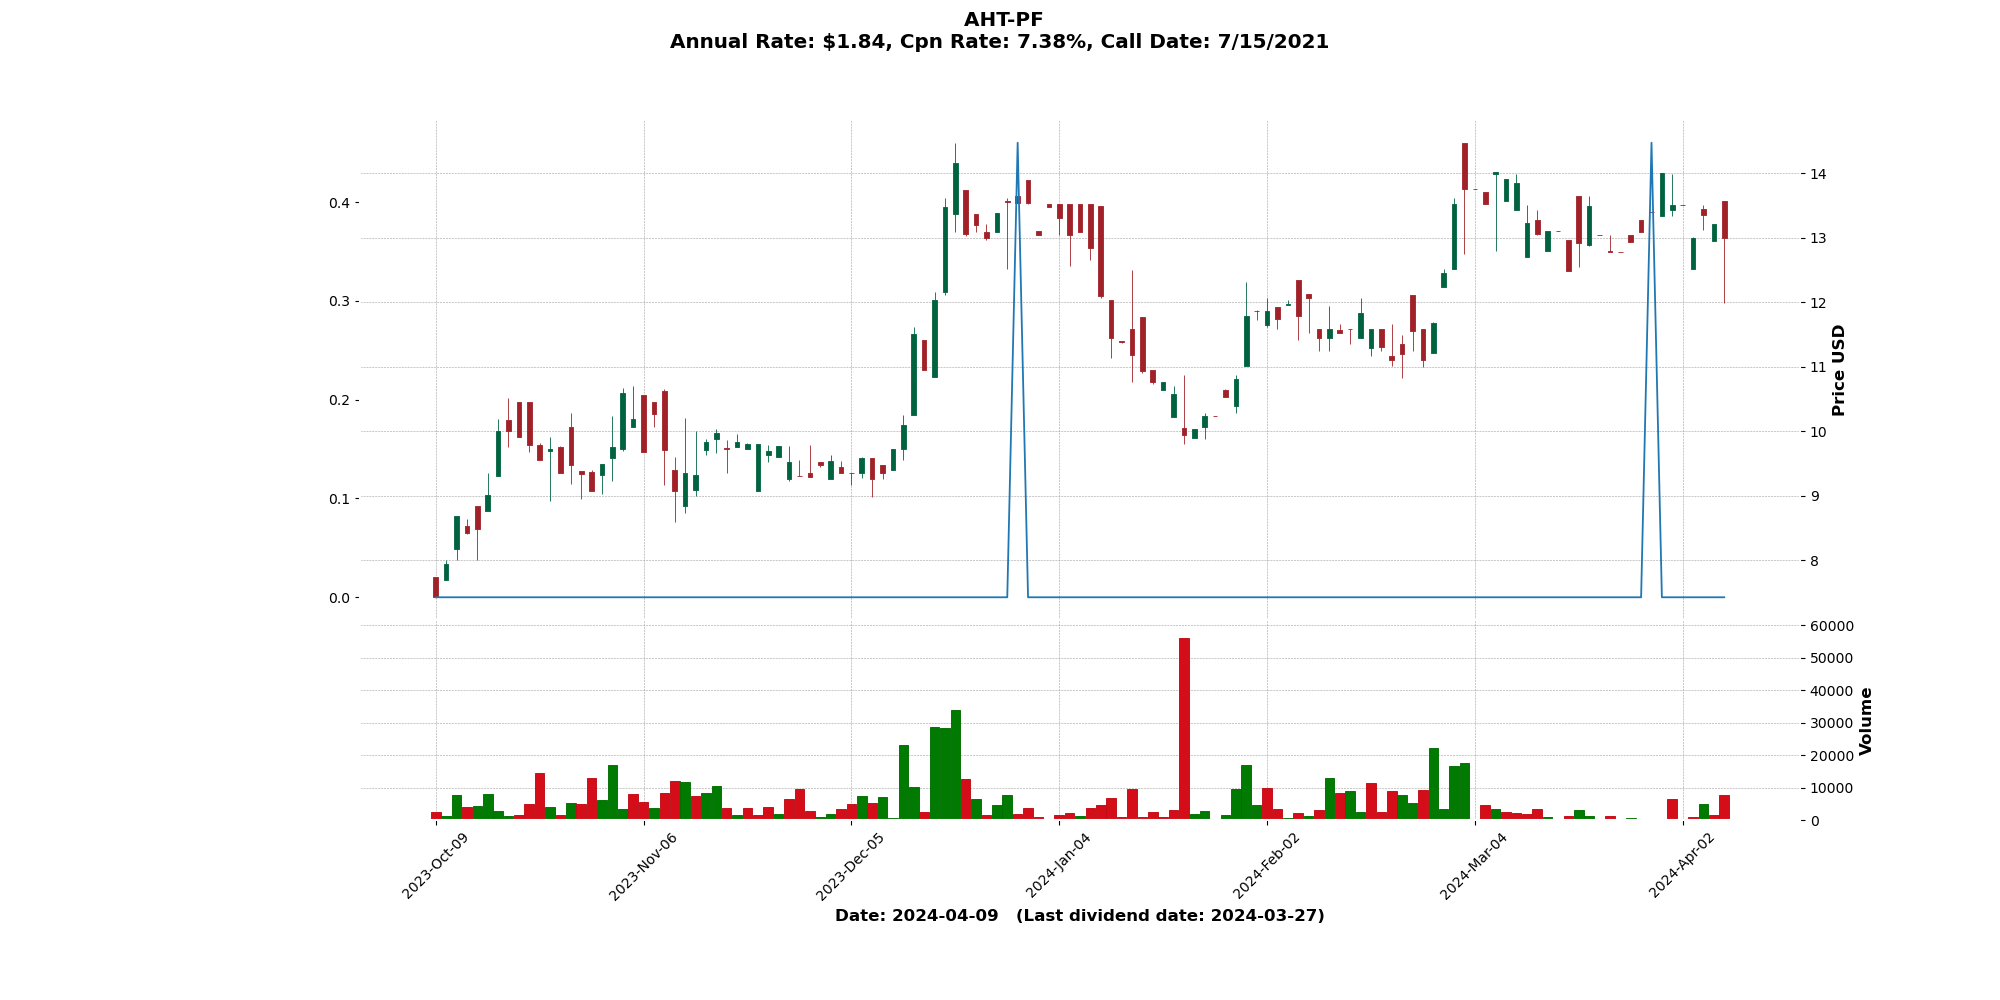 AHT-PF
Annual Rate: $1.84, Cpn Rate: 7.38%, Call Date: 7/15/2021
0.4
0.3
0.2
0.1
0.0
14
13
12
11
10
9
8
Price USD
60000
50000
40000
30000
20000
10000
0
Volume
2023-Oct-09
2023-Nov-06
2023-Dec-05
2024-Jan-04
2024-Feb-02
2024-Mar-04
2024-Apr-02
Date: 2024-04-09 (Last dividend date: 2024-03-27)